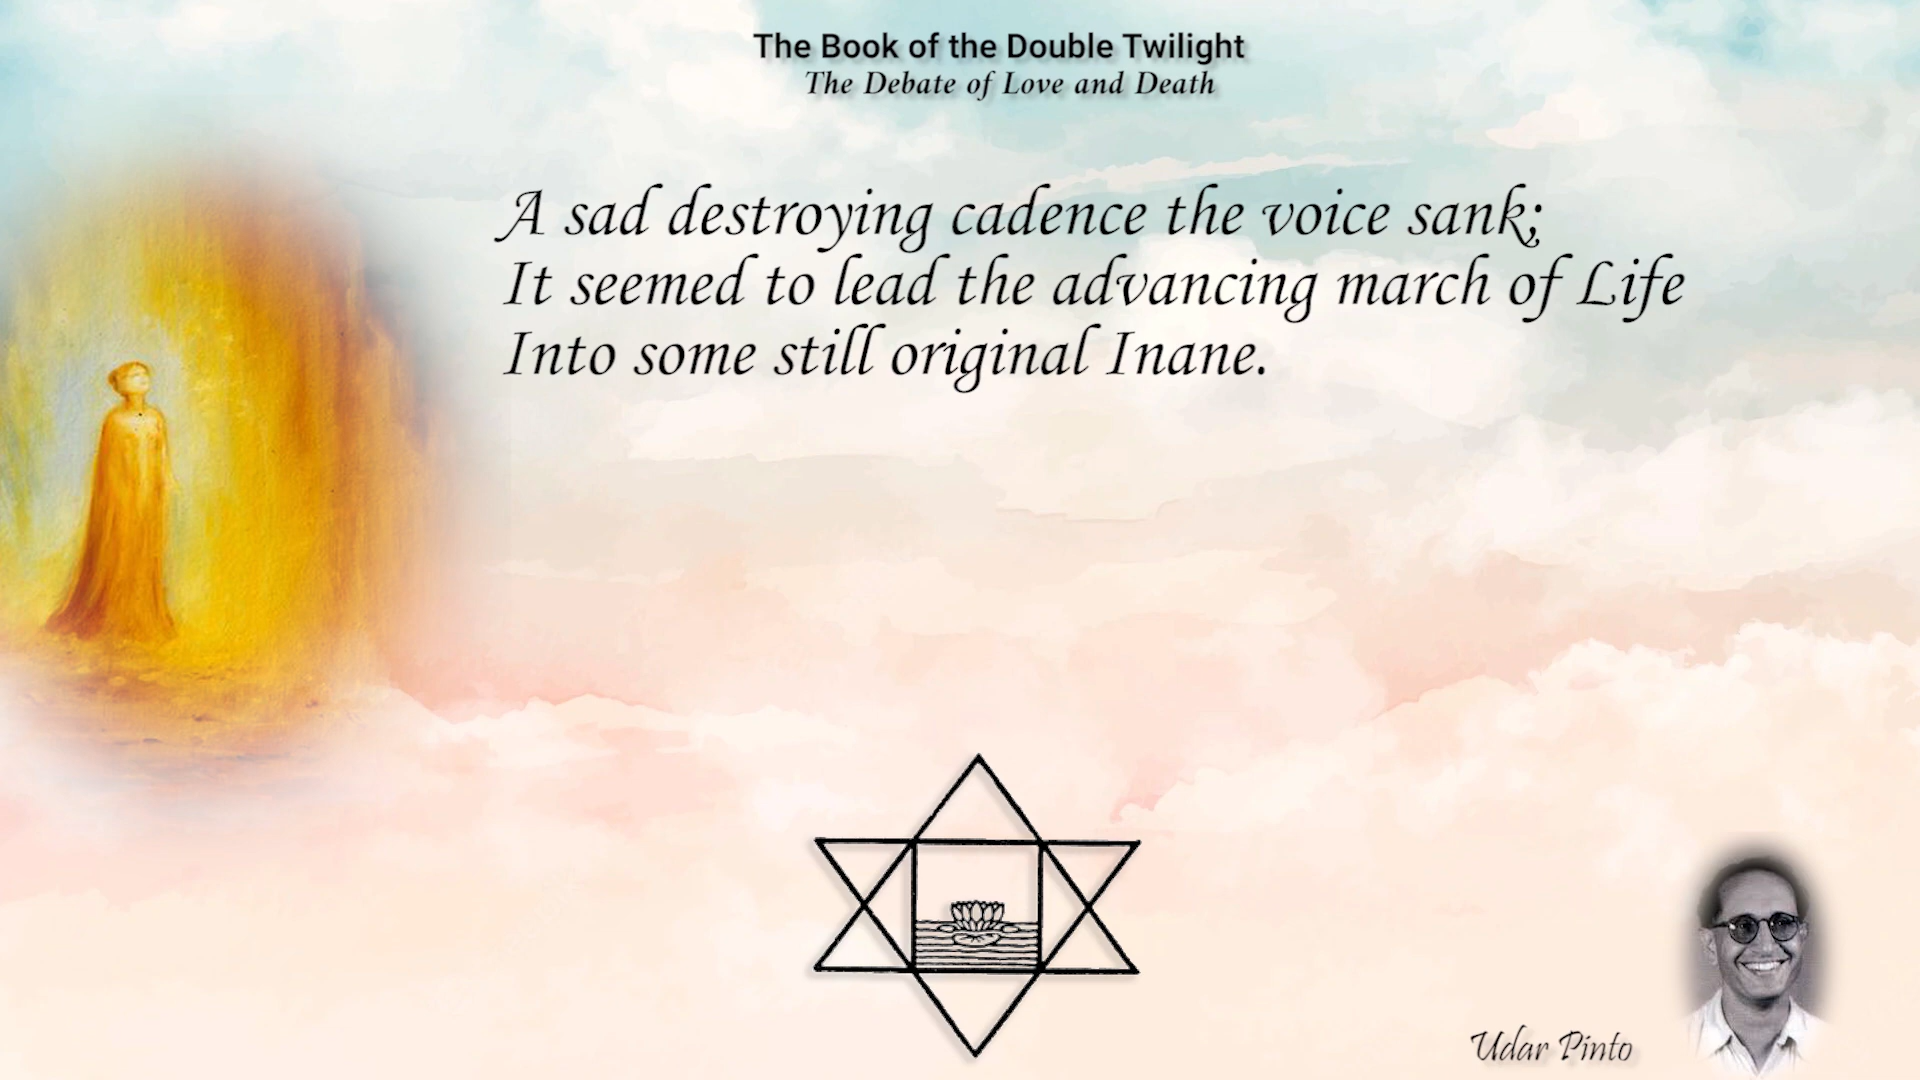 The Book of the Double Twilight
The Debate of Love and Death
A sad destroying cadence the voice sank;
It seemed to lead the advancing march of Life
Into some still original Inane.
Udar Pinto